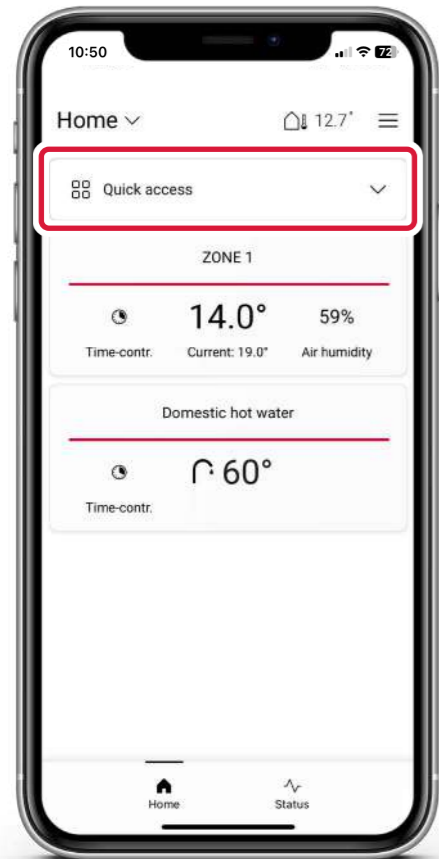 10:50 72
Home 12.7°
Quick access
ZONE 1
14.0° 59%
Time-contr. Current: 19.0° Air humidity
Domestic hot water
60°
Time-contr.
Home Status